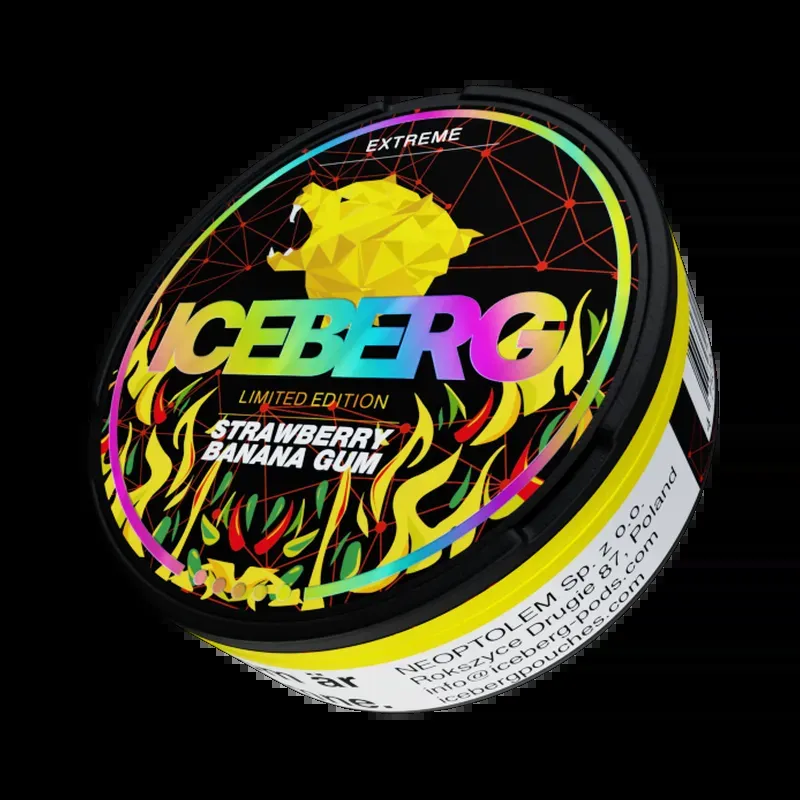 EXTREME
ICEBERG
LIMITED EDITION
STRAWBERRY
BANANA GUM
NEOPTOLEM Sp. z o.o.
Rokszyce Drugie 87, Poland
info@iceberg-pods.com
icebergpouches.com
är